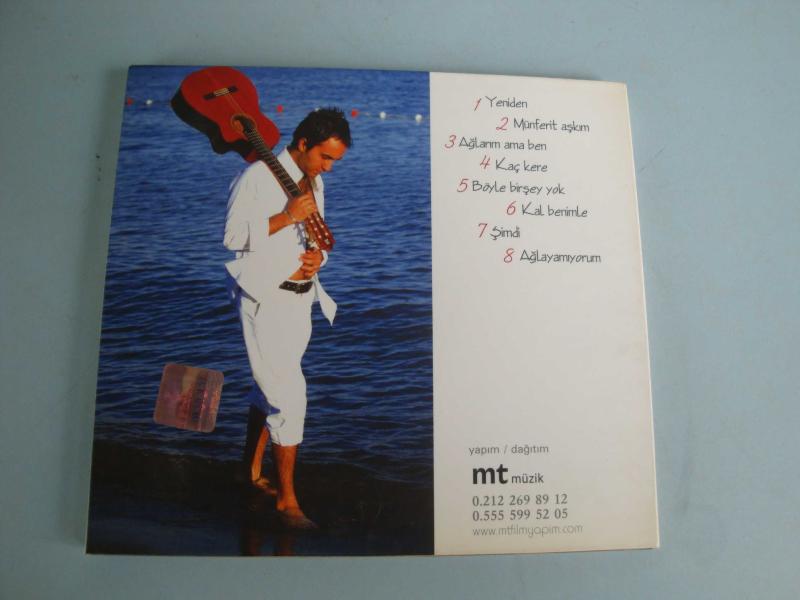 1 Yeniden
2 Münferit aşkım
3 Ağlarım ama ben
4 Kaç kere
5 Böyle birşey yok
6 Kal benimle
7 Şimdi
8 Ağlayamıyorum
yapım / dağıtım
mt müzik
0.212 269 89 12
0.555 599 52 05
www.mtfilmyapim.com